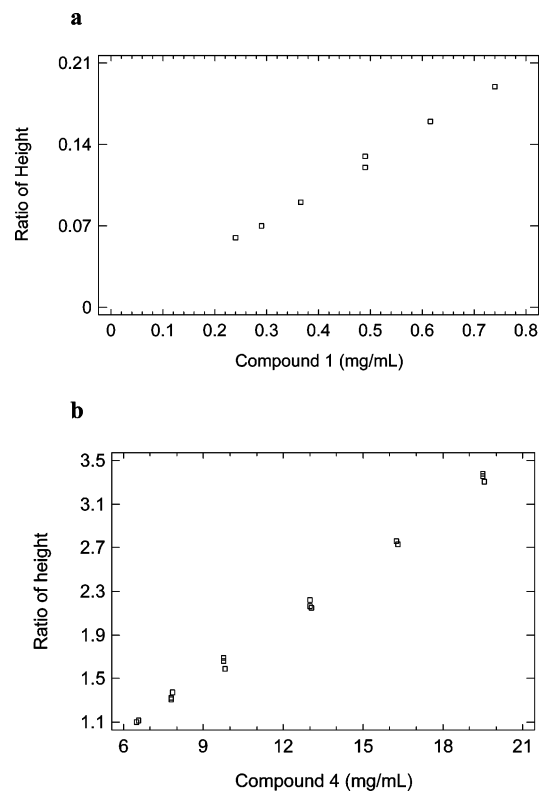 a
0.21
0.14
0.07
0
Ratio of Height
0 0.1 0.2 0.3 0.4 0.5 0.6 0.7 0.8
Compound 1 (mg/mL)
b
3.5
3.1
2.7
2.3
1.9
1.5
1.1
Ratio of height
6 9 12 15 18 21
Compound 4 (mg/mL)